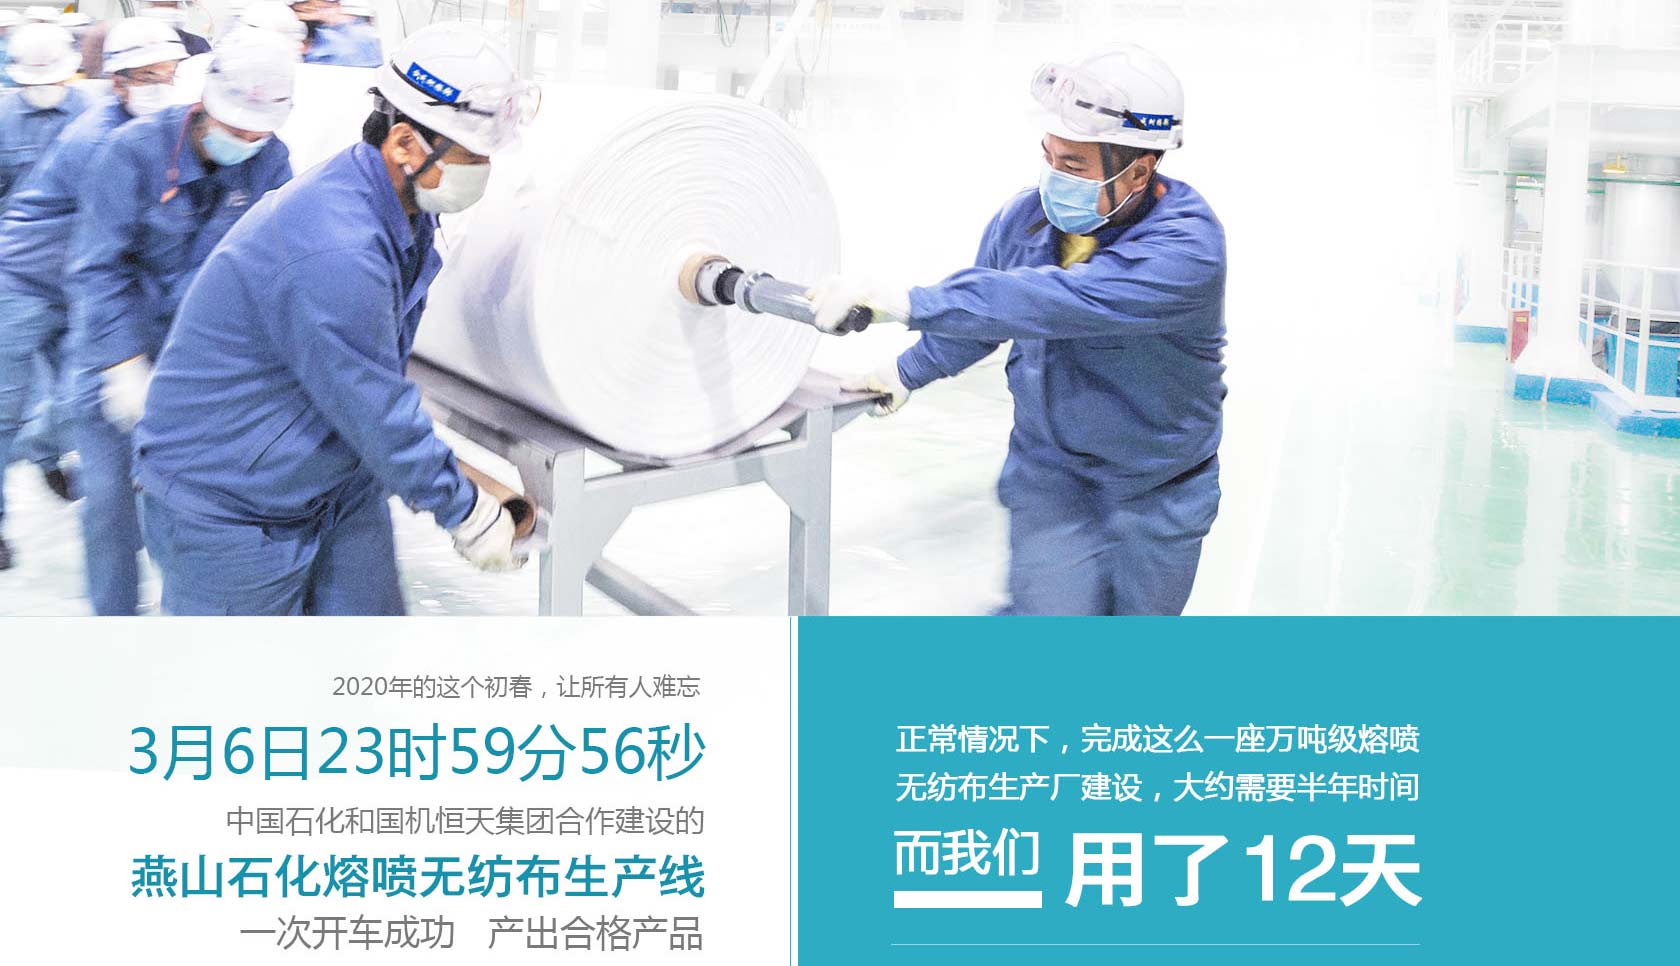 2020年的这个初春，让所有人难忘
3月6日23时59分56秒
中国石化和国机恒天集团合作建设的
燕山石化熔喷无纺布生产线
一次开车成功 产出合格产品
正常情况下，完成这么一座万吨级熔喷
无纺布生产厂建设，大约需要半年时间
而我们 用了12天